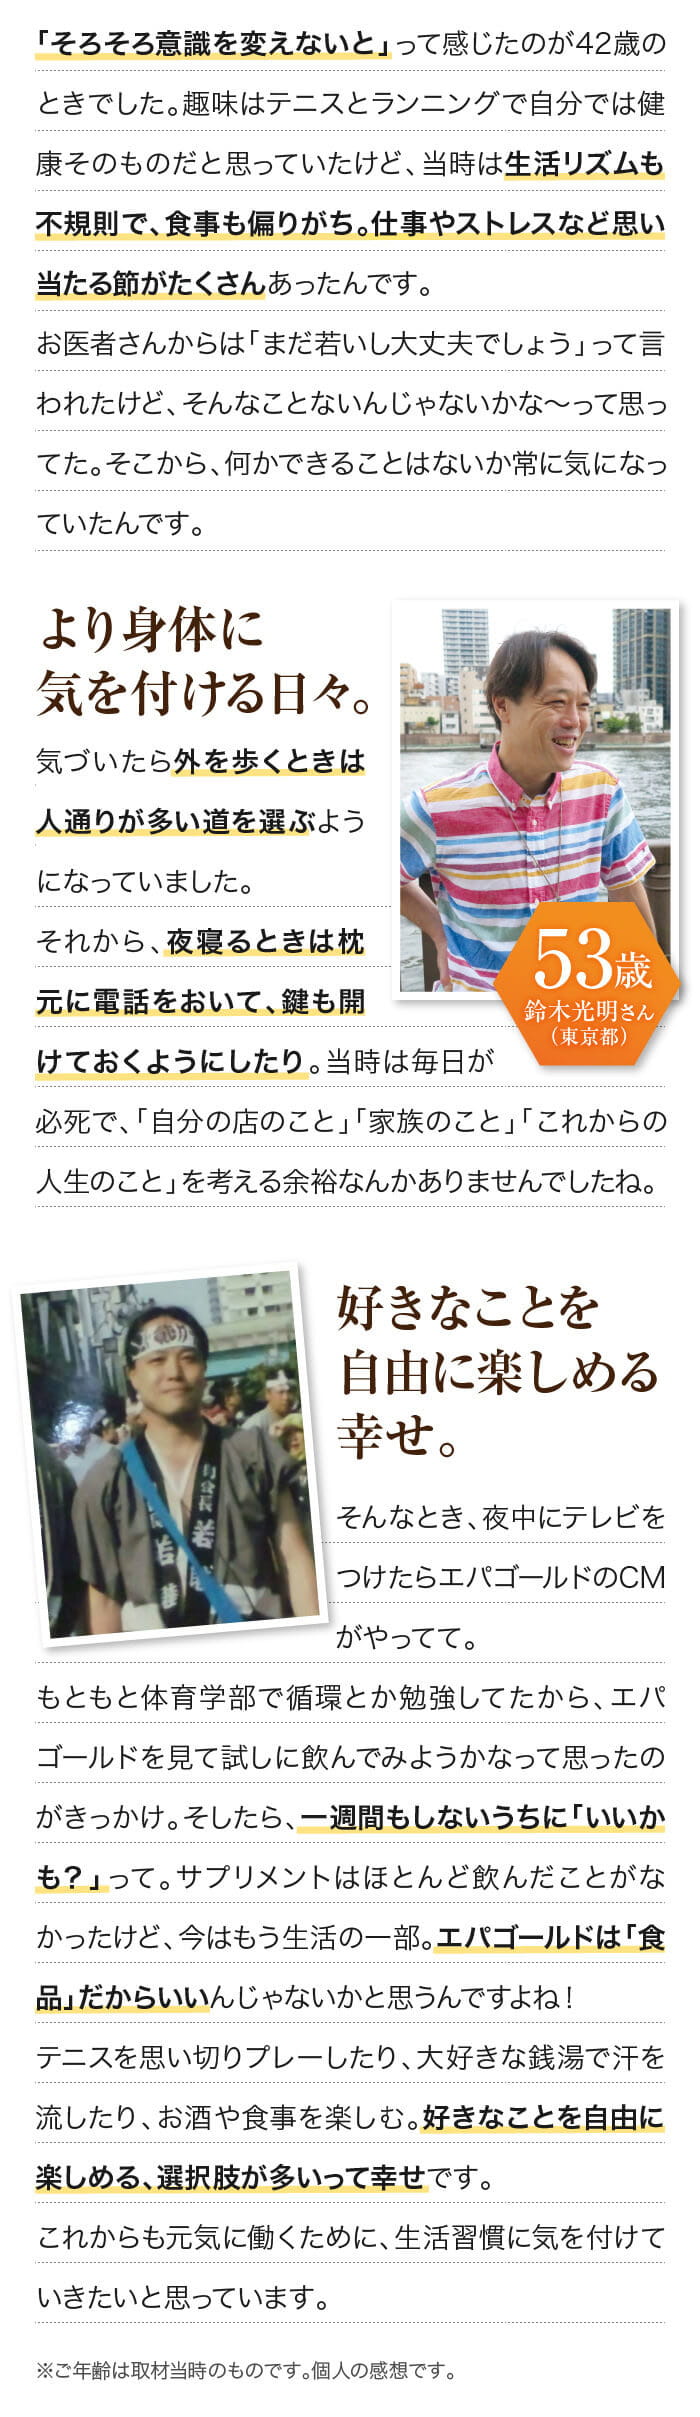 「そろそろ意識を変えないと」って感じたのが42歳の
ときでした。趣味はテニスとランニングで自分では健
康そのものだと思っていたけど、当時は生活リズムも
不規則で、食事も偏りがち。仕事やストレスなど思い
当たる節がたくさんあったんです。
お医者さんからは「まだ若いし大丈夫でしょう」って言
われたけど、そんなことないんじゃないかな〜って思っ
てた。そこから、何かできることはないか常に気になっ
ていたんです。
より身体に
気を付ける日々。
気づいたら外を歩くときは
人通りが多い道を選ぶよう
になっていました。
それから、夜寝るときは枕
元に電話をおいて、鍵も開
けておくようにしたり。当時は毎日が
必死で、「自分の店のこと」「家族のこと」「これからの
人生のこと」を考える余裕なんかありませんでしたね。
53歳
鈴木光明さん
（東京都）
好きなことを
自由に楽しめる
幸せ。
そんなとき、夜中にテレビを
つけたらエパゴールドのCM
がやってて。
もともと体育学部で循環とか勉強してたから、エパ
ゴールドを見て試しに飲んでみようかなって思ったの
がきっかけ。そしたら、一週間もしないうちに「いいか
も？」って。サプリメントはほとんど飲んだことがな
かったけど、今はもう生活の一部。エパゴールドは「食
品」だからいいんじゃないかと思うんですよね！
テニスを思い切りプレーしたり、大好きな銭湯で汗を
流したり、お酒や食事を楽しむ。好きなことを自由に
楽しめる、選択肢が多いって幸せです。
これからも元気に働くために、生活習慣に気を付けて
いきたいと思っています。
※ご年齢は取材当時のものです。個人の感想です。